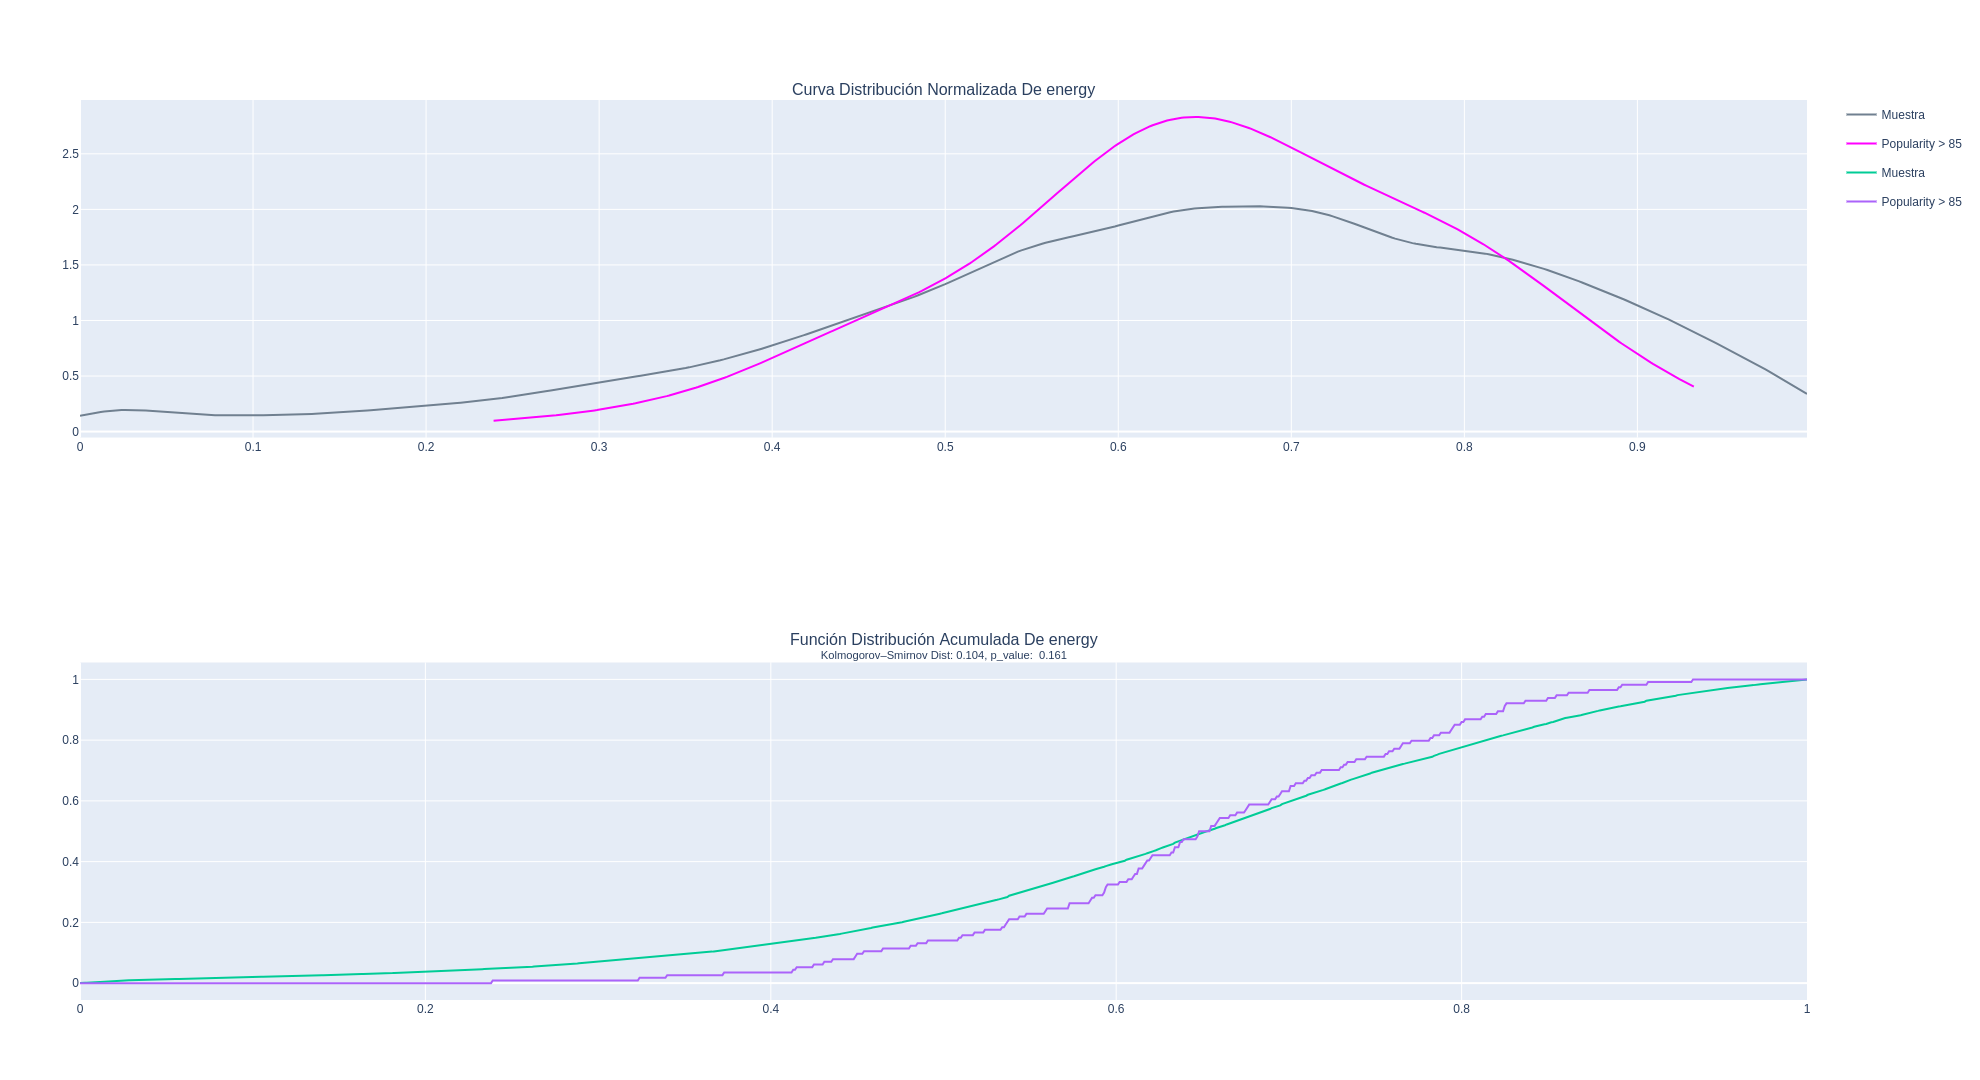 Curva Distribución Normalizada De energy
Muestra
Popularity > 85
Muestra
Popularity > 85
2.5
2
1.5
1
0.5
0
0 0.1 0.2 0.3 0.4 0.5 0.6 0.7 0.8 0.9
Función Distribución Acumulada De energy
Kolmogorov–Smirnov Dist: 0.104, p_value: 0.161
1
0.8
0.6
0.4
0.2
0
0 0.2 0.4 0.6 0.8 1